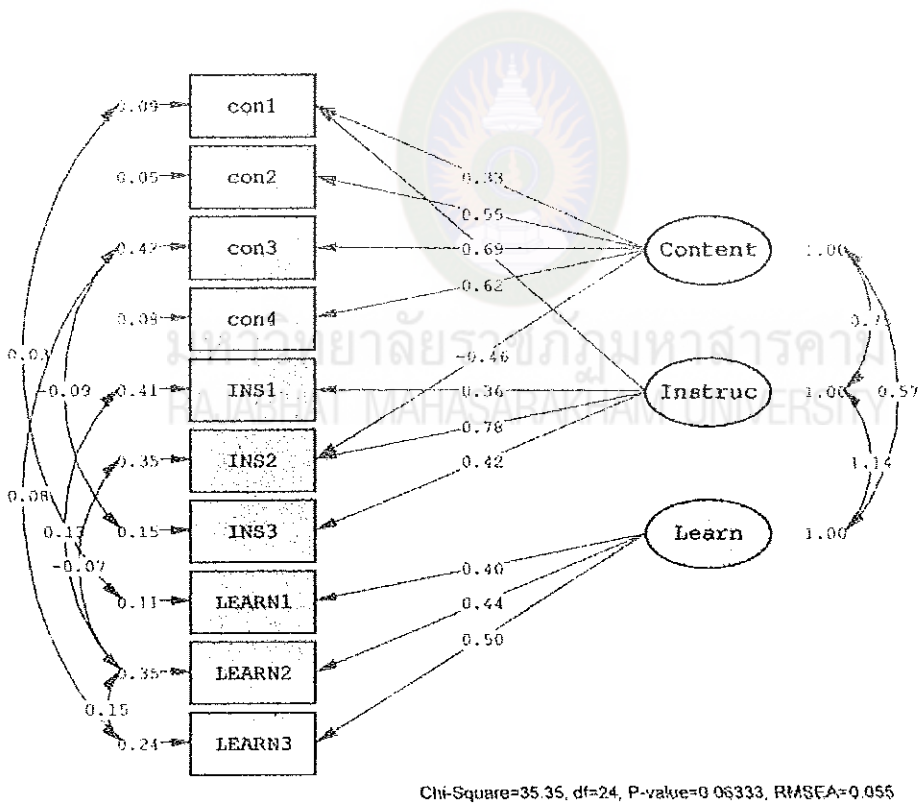 0.09 con1
0.05 con2
0.33
0.55
0.42 con3
0.69
Content 1.00
0.62
con4
0.03
-0.09
-0.46
มหาวิทยาลัยราชภัฏมหาสารคาม
0.41 INS1
0.36
Instruc 1.00
0.57
RAJABHAT MAHASARAKHAM UNIVERSITY
0.78
0.35 INS2
0.42
1.14
0.08
0.13
0.15 INS3
Learn 1.00
-0.07
0.11 LEARN1
0.40
0.44
0.35 LEARN2
0.50
0.15
0.24 LEARN3
Chi-Square=35.35, df=24, P-value=0.06333, RMSEA=0.055